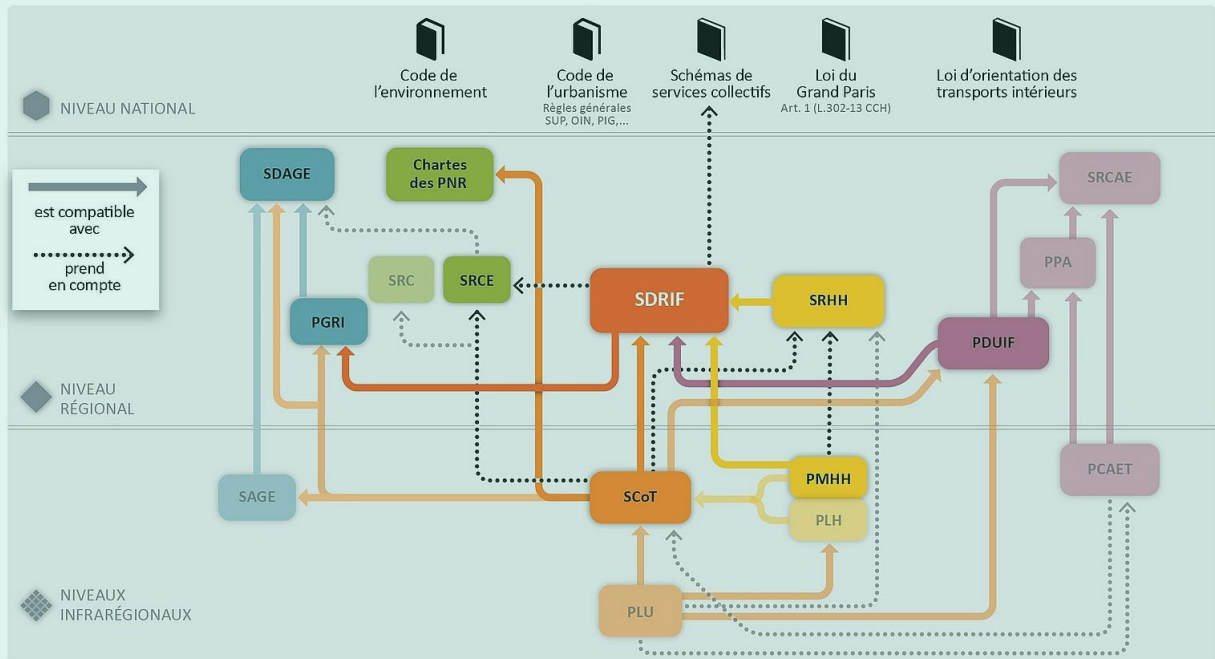 Code de
l'environnement
Code de
l'urbanisme
Règles générales
SUP, OIN, PIG,...
Schémas de
services collectifs
Loi du
Grand Paris
Art. 1 (L.302-13 CCH)
Loi d'orientation des
transports intérieurs
NIVEAU NATIONAL
SDAGE
Chartes
des PNR
SRCAE
est compatible
avec
prend
en compte
PPA
SRC
SRCE
SDRIF
SRHH
PGRI
PDUIF
NIVEAU
RÉGIONAL
SAGE
SCoT
PMHH
PLH
PCAET
NIVEAUX
INFRARÉGIONAUX
PLU